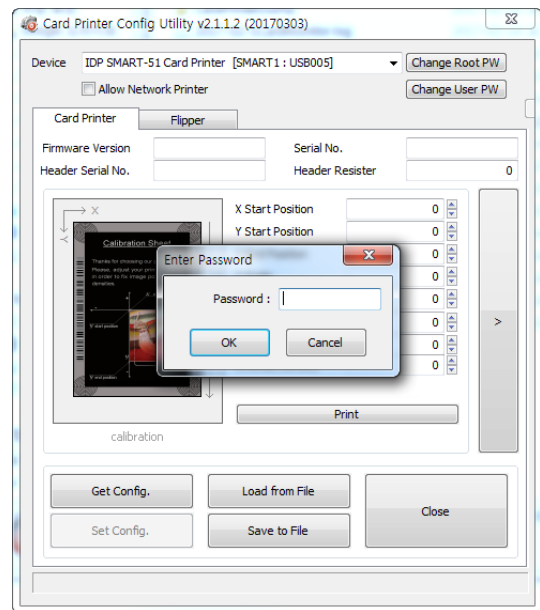 Card Printer Config Utility v2.1.1.2 (20170303)
Device IDP SMART-51 Card Printer [SMART1 : USB005] Change Root PW
Allow Network Printer Change User PW
Card Printer Flipper
Firmware Version Serial No.
Header Serial No. Header Resister 0
X X Start Position 0
Y Y Start Position 0
Calibration Sheet
0
Enter Password
0
Password :
0
OK Cancel
0
>
0
0
Print
calibration
Get Config. Load from File
Close
Set Config. Save to File